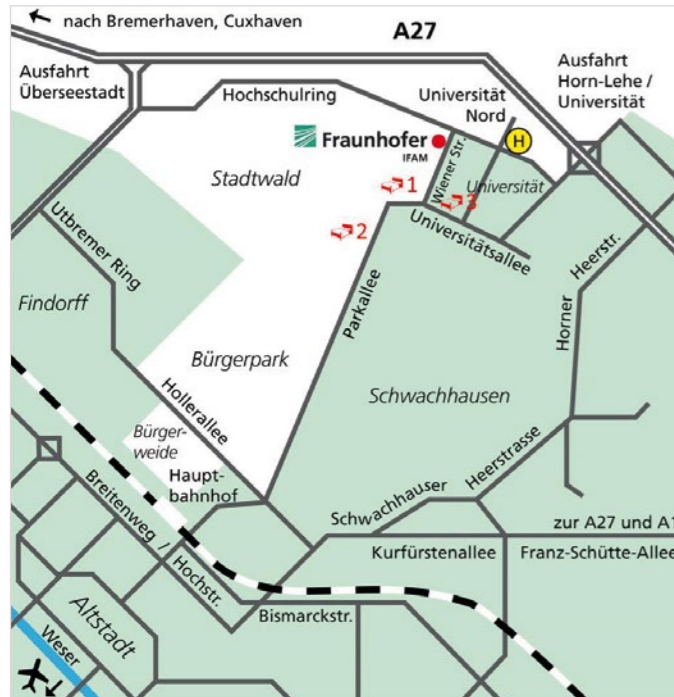 nach Bremerhaven, Cuxhaven
A27
Ausfahrt
Überseestadt
Ausfahrt
Horn-Lehe /
Universität
Hochschulring
Universität
Nord
H
Fraunhofer
IFAM
Wiener Str.
Universität
Stadtwald
1
3
2
Universitätsallee
Utbremer Ring
Parkallee
Horner
Heerstr.
Findorff
Bürgerpark
Schwachhausen
Hollerallee
Bürger-
weide
Haupt-
bahnhof
Schwachhauser
Heerstrasse
Breitenweg / Hochstr.
zur A27 und A1
Kurfürstenallee
Franz-Schütte-Allee
Bismarckstr.
Altstadt
Weser